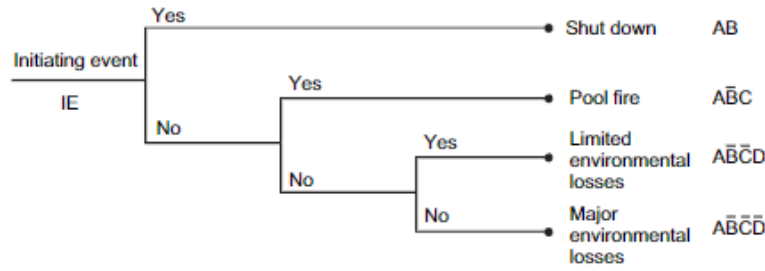 Yes
Shut down AB
Initiating event
IE
Yes
Pool fire AB̄C
No
Yes
Limited
environmental
losses
AB̄C̄D
No
No
Major
environmental
losses
AB̄C̄D̄